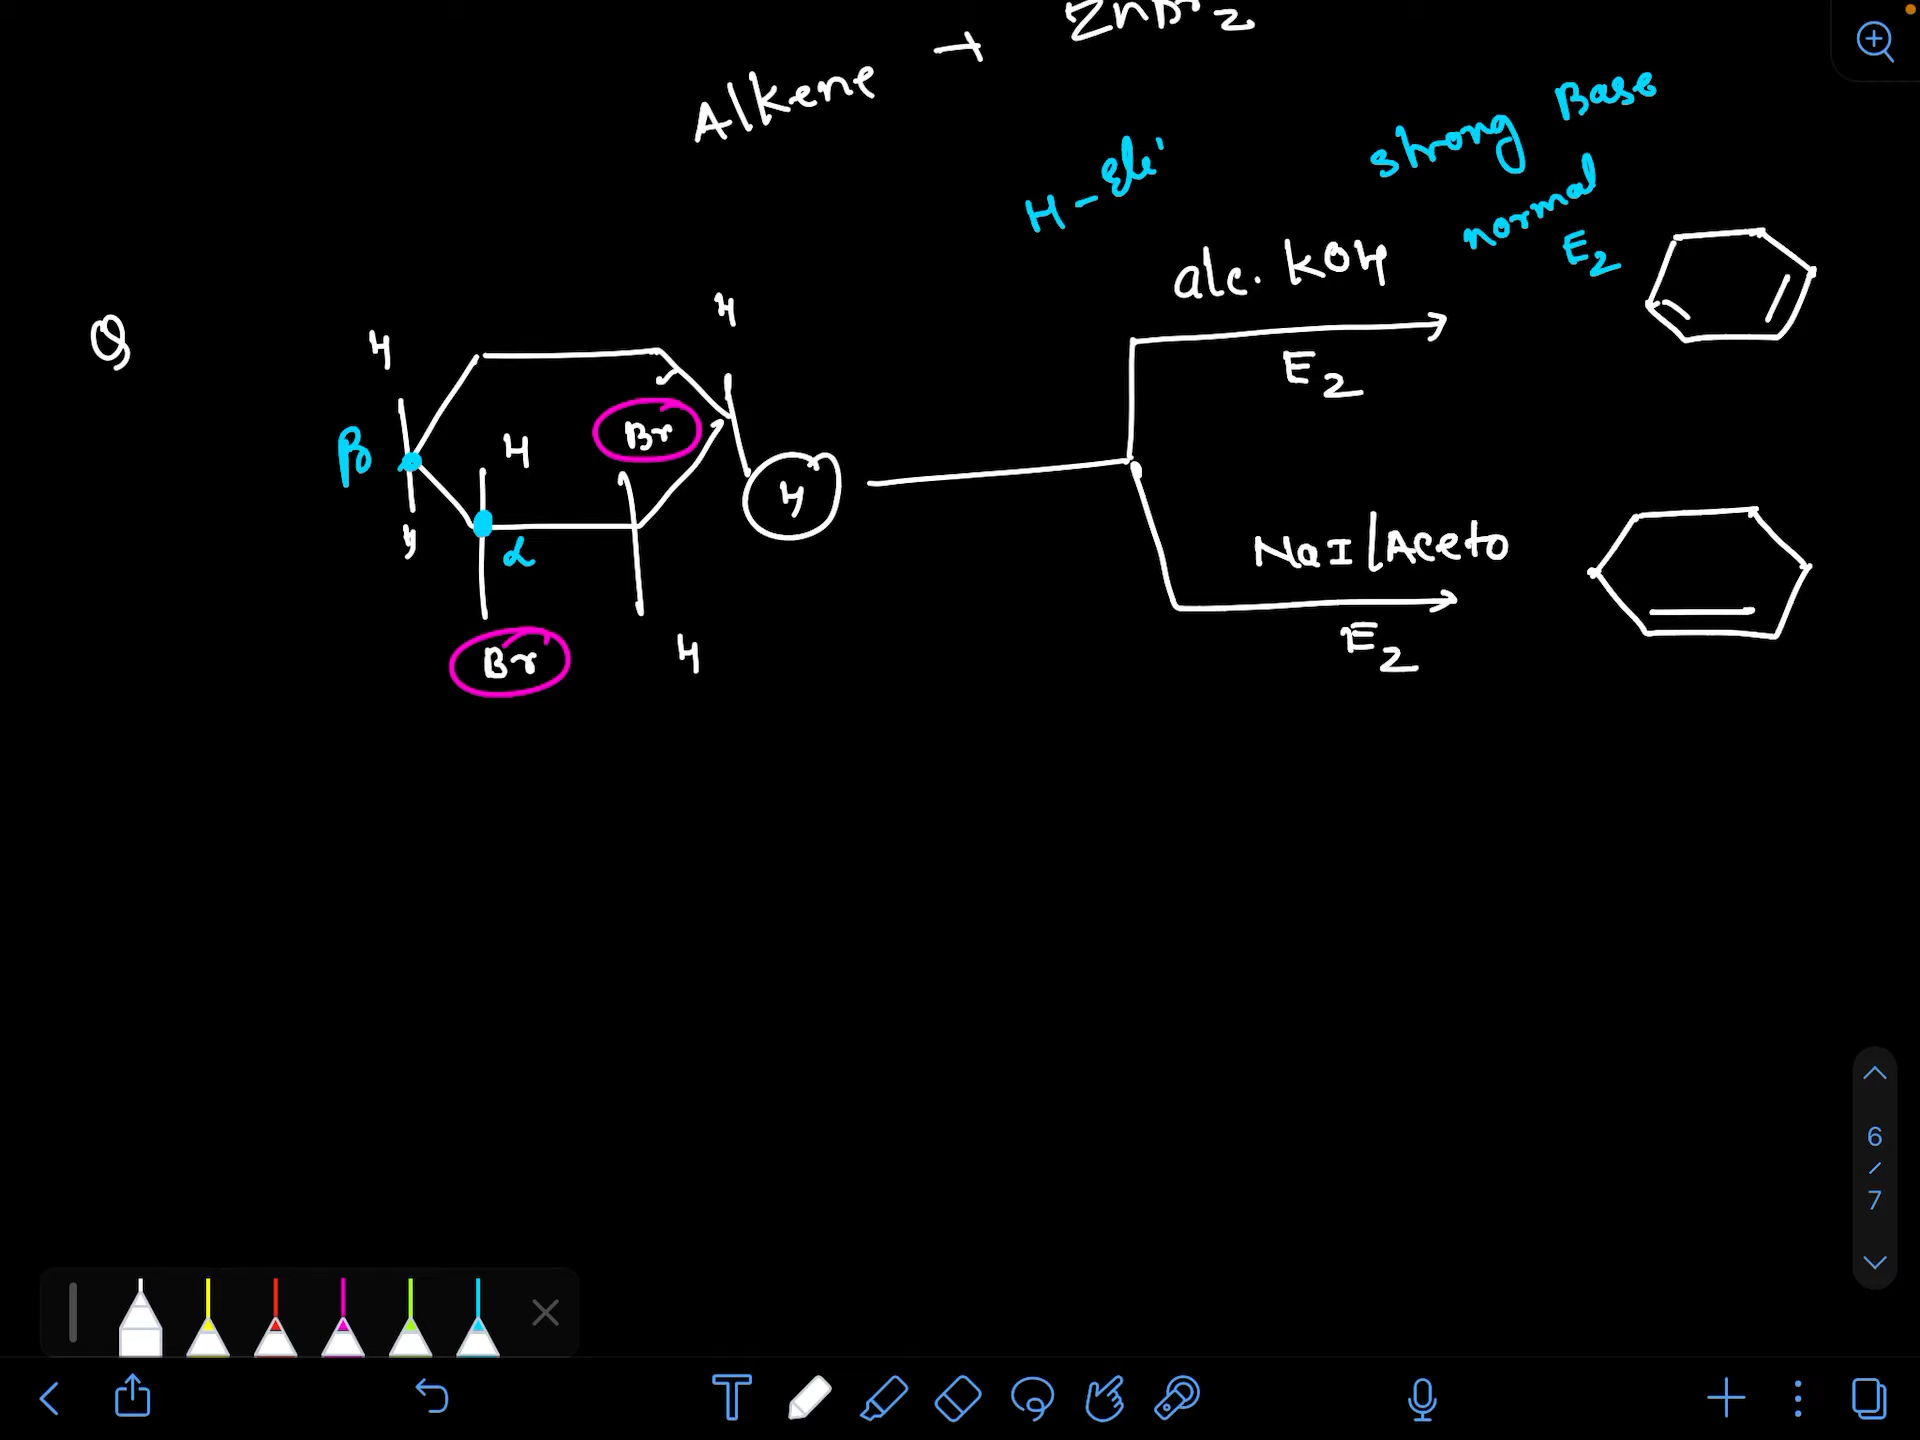 Alkene → ZnBr2
Strong Base
H-Eli'
normal
E2
alc. KOH
E2
Q
H
H
β
H
Br
H
H
α
NaI/Aceto
E2
Br
H
6
/
7
T